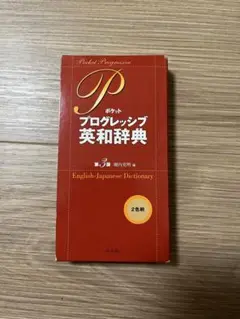 Pocket Progressive
P
ポケット
プログレッシブ
英和辞典
第3版
English-Japanese Dictionary
2色刷